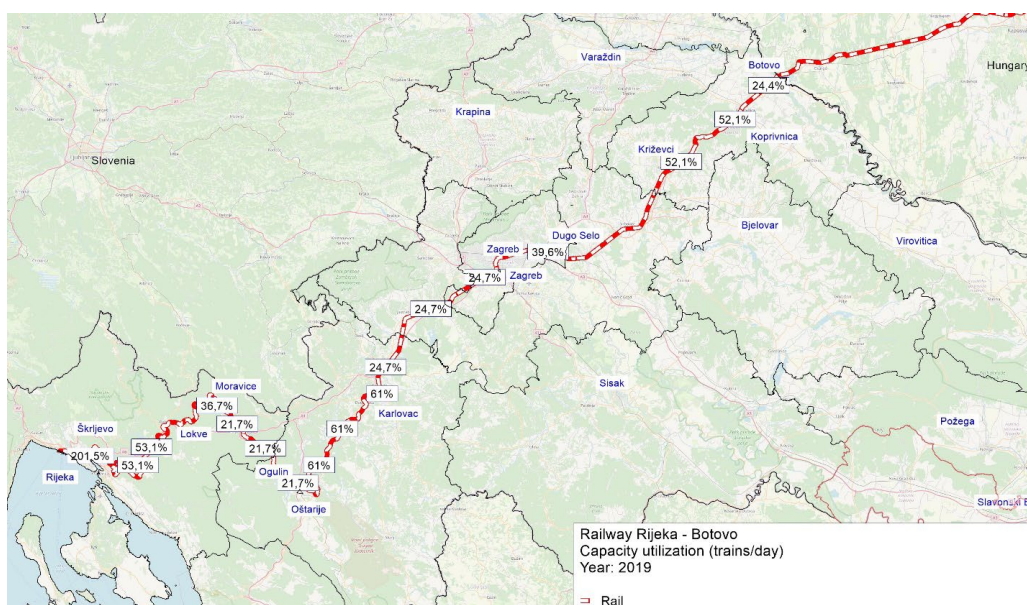 Varaždin
Botovo
Hungary
24,4%
Krapina
52,1%
Koprivnica
Križevci
52,1%
Slovenia
Bjelovar
Dugo Selo
Virovitica
Zagreb
39,6%
24,7%
Zagreb
24,7%
24,7%
Sisak
Moravice
61%
36,7%
Karlovac
Požega
21,7%
Škrljevo
61%
Lokve
53,1%
21,7%
201,5%
53,1%
61%
Ogulin
Rijeka
21,7%
Oštarije
Slavonski B
Railway Rijeka - Botovo
Capacity utilization (trains/day)
Year: 2019
Rail